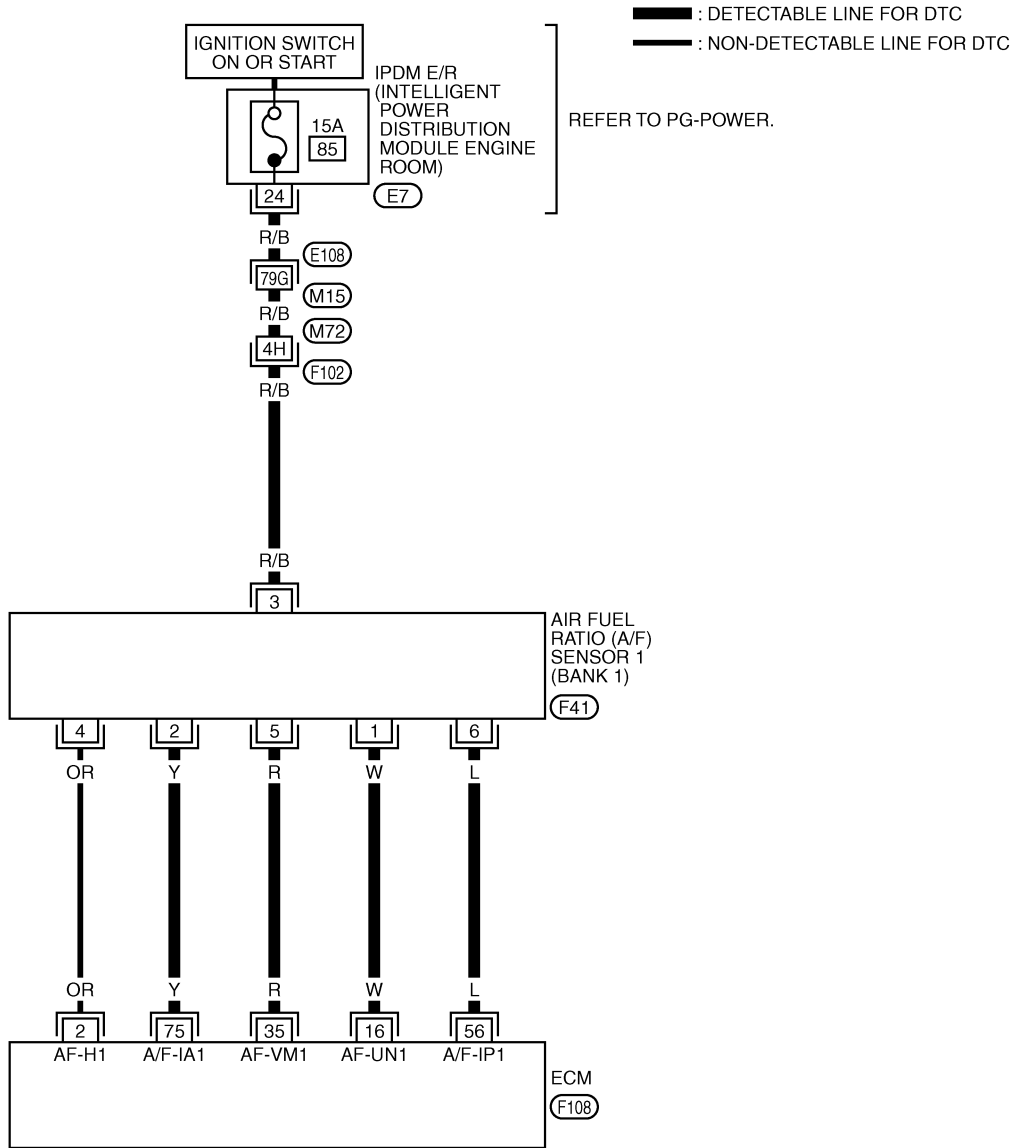 : DETECTABLE LINE FOR DTC
: NON-DETECTABLE LINE FOR DTC
IGNITION SWITCH
ON OR START
IPDM E/R
(INTELLIGENT
POWER
DISTRIBUTION
MODULE ENGINE
ROOM)
15A
85
REFER TO PG-POWER.
24
E7
R/B
E108
79G
M15
R/B
M72
4H
F102
R/B
R/B
3
AIR FUEL
RATIO (A/F)
SENSOR 1
(BANK 1)
F41
4 2 5 1 6
OR Y R W L
OR Y R W L
2 75 35 16 56
AF-H1 A/F-IA1 AF-VM1 AF-UN1 A/F-IP1
ECM
F108